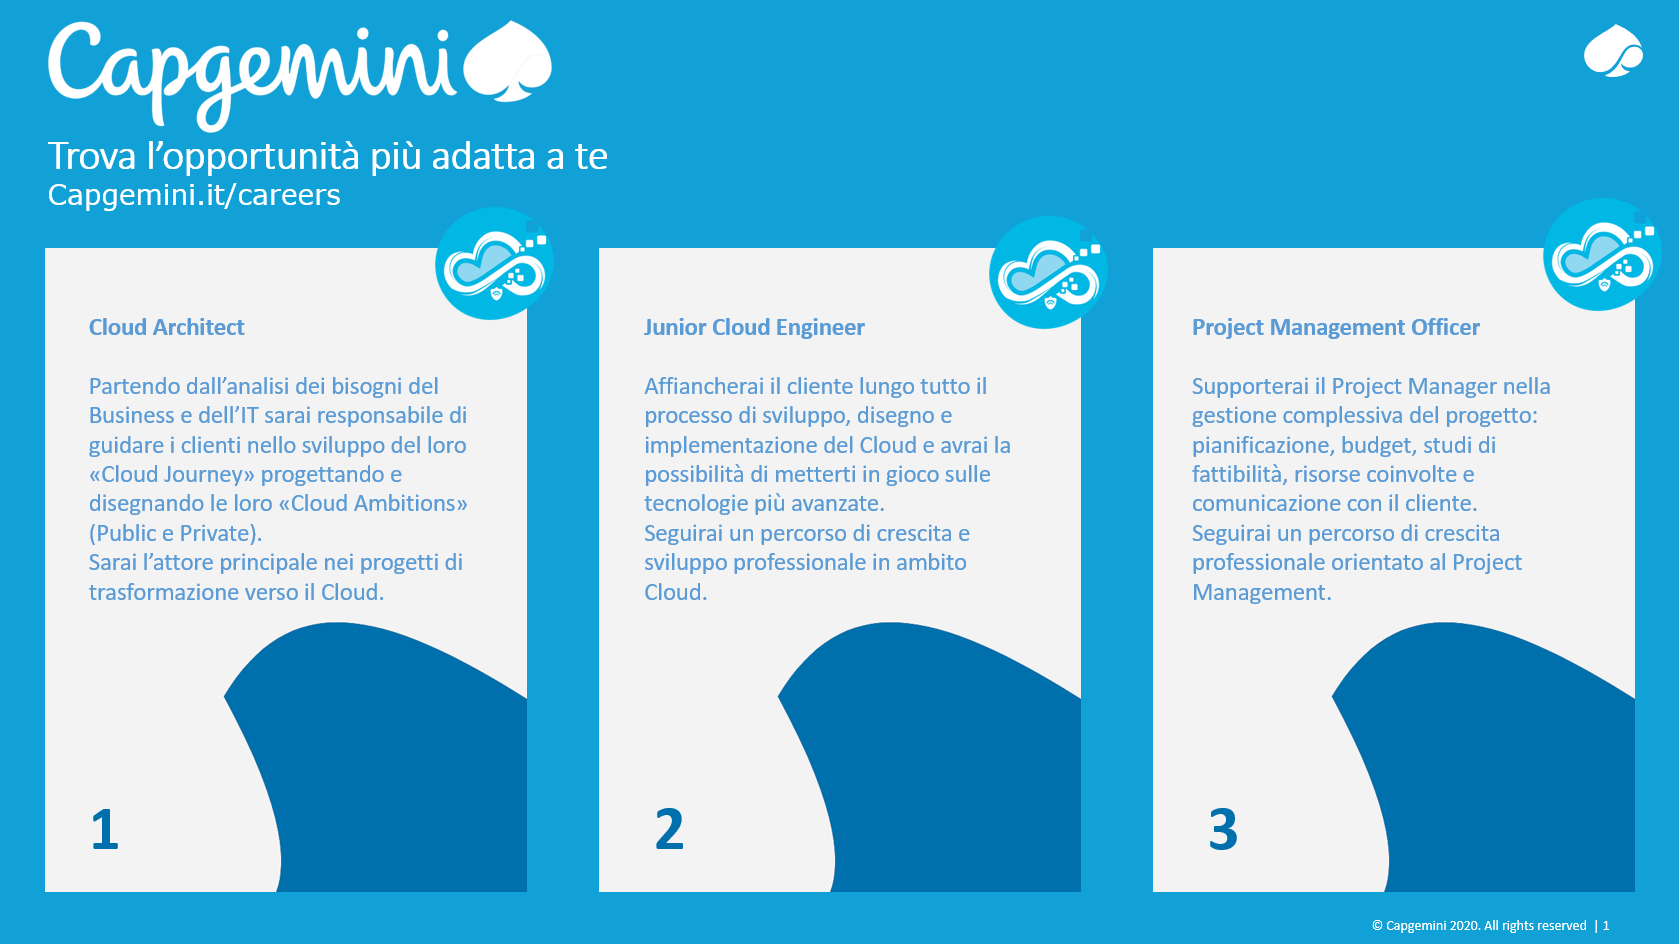 Capgemini
Trova l’opportunità più adatta a te
Capgemini.it/careers
Cloud Architect
Partendo dall’analisi dei bisogni del
Business e dell’IT sarai responsabile di
guidare i clienti nello sviluppo del loro
«Cloud Journey» progettando e
disegnando le loro «Cloud Ambitions»
(Public e Private).
Sarai l’attore principale nei progetti di
trasformazione verso il Cloud.
1
Junior Cloud Engineer
Affiancherai il cliente lungo tutto il
processo di sviluppo, disegno e
implementazione del Cloud e avrai la
possibilità di metterti in gioco sulle
tecnologie più avanzate.
Seguirai un percorso di crescita e
sviluppo professionale in ambito
Cloud.
2
Project Management Officer
Supporterai il Project Manager nella
gestione complessiva del progetto:
pianificazione, budget, studi di
fattibilità, risorse coinvolte e
comunicazione con il cliente.
Seguirai un percorso di crescita
professionale orientato al Project
Management.
3
© Capgemini 2020. All rights reserved | 1